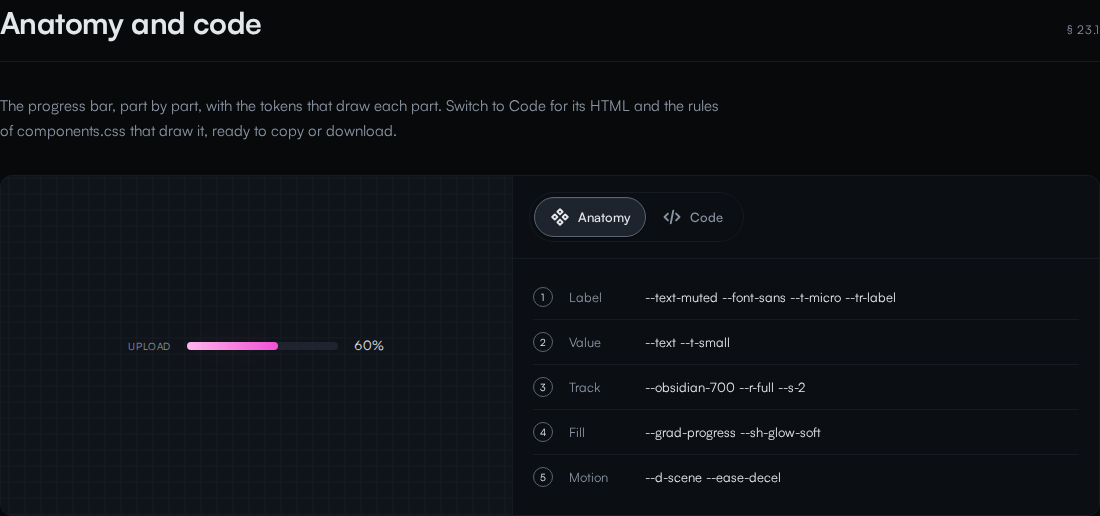 Anatomy and code
§ 23.1
The progress bar, part by part, with the tokens that draw each part. Switch to Code for its HTML and the rules
of components.css that draw it, ready to copy or download.
Anatomy
Code
UPLOAD
60%
1 Label --text-muted --font-sans --t-micro --tr-label
2 Value --text --t-small
3 Track --obsidian-700 --r-full --s-2
4 Fill --grad-progress --sh-glow-soft
5 Motion --d-scene --ease-decel